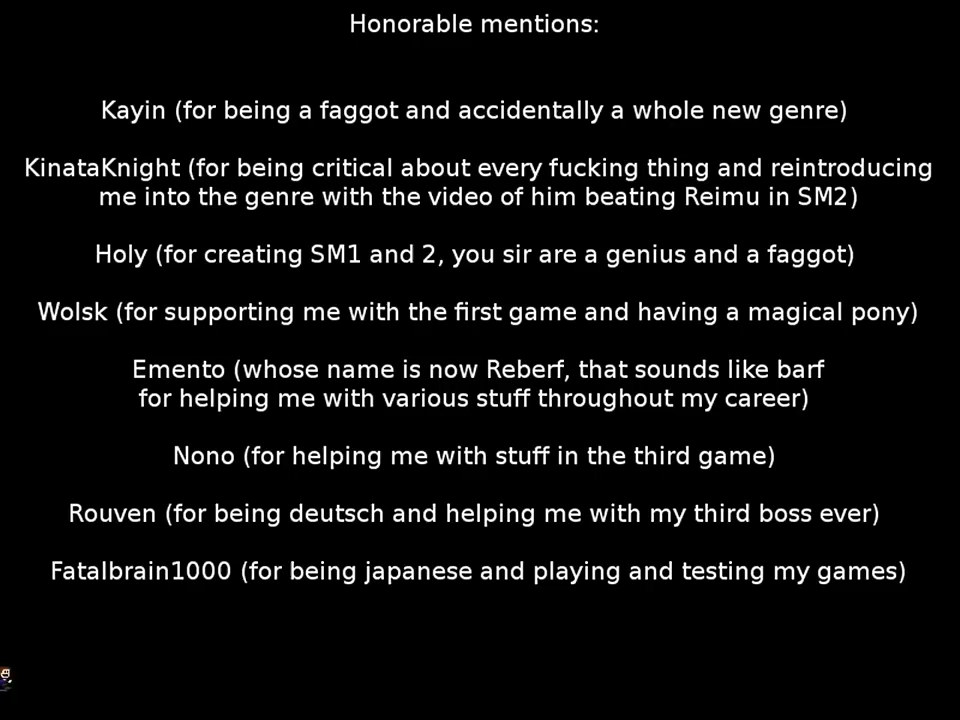 Honorable mentions:
Kayin (for being a faggot and accidentally a whole new genre)
KinataKnight (for being critical about every fucking thing and reintroducing
me into the genre with the video of him beating Reimu in SM2)
Holy (for creating SM1 and 2, you sir are a genius and a faggot)
Wolsk (for supporting me with the first game and having a magical pony)
Emento (whose name is now Reberf, that sounds like barf
for helping me with various stuff throughout my career)
Nono (for helping me with stuff in the third game)
Rouven (for being deutsch and helping me with my third boss ever)
Fatalbrain1000 (for being japanese and playing and testing my games)